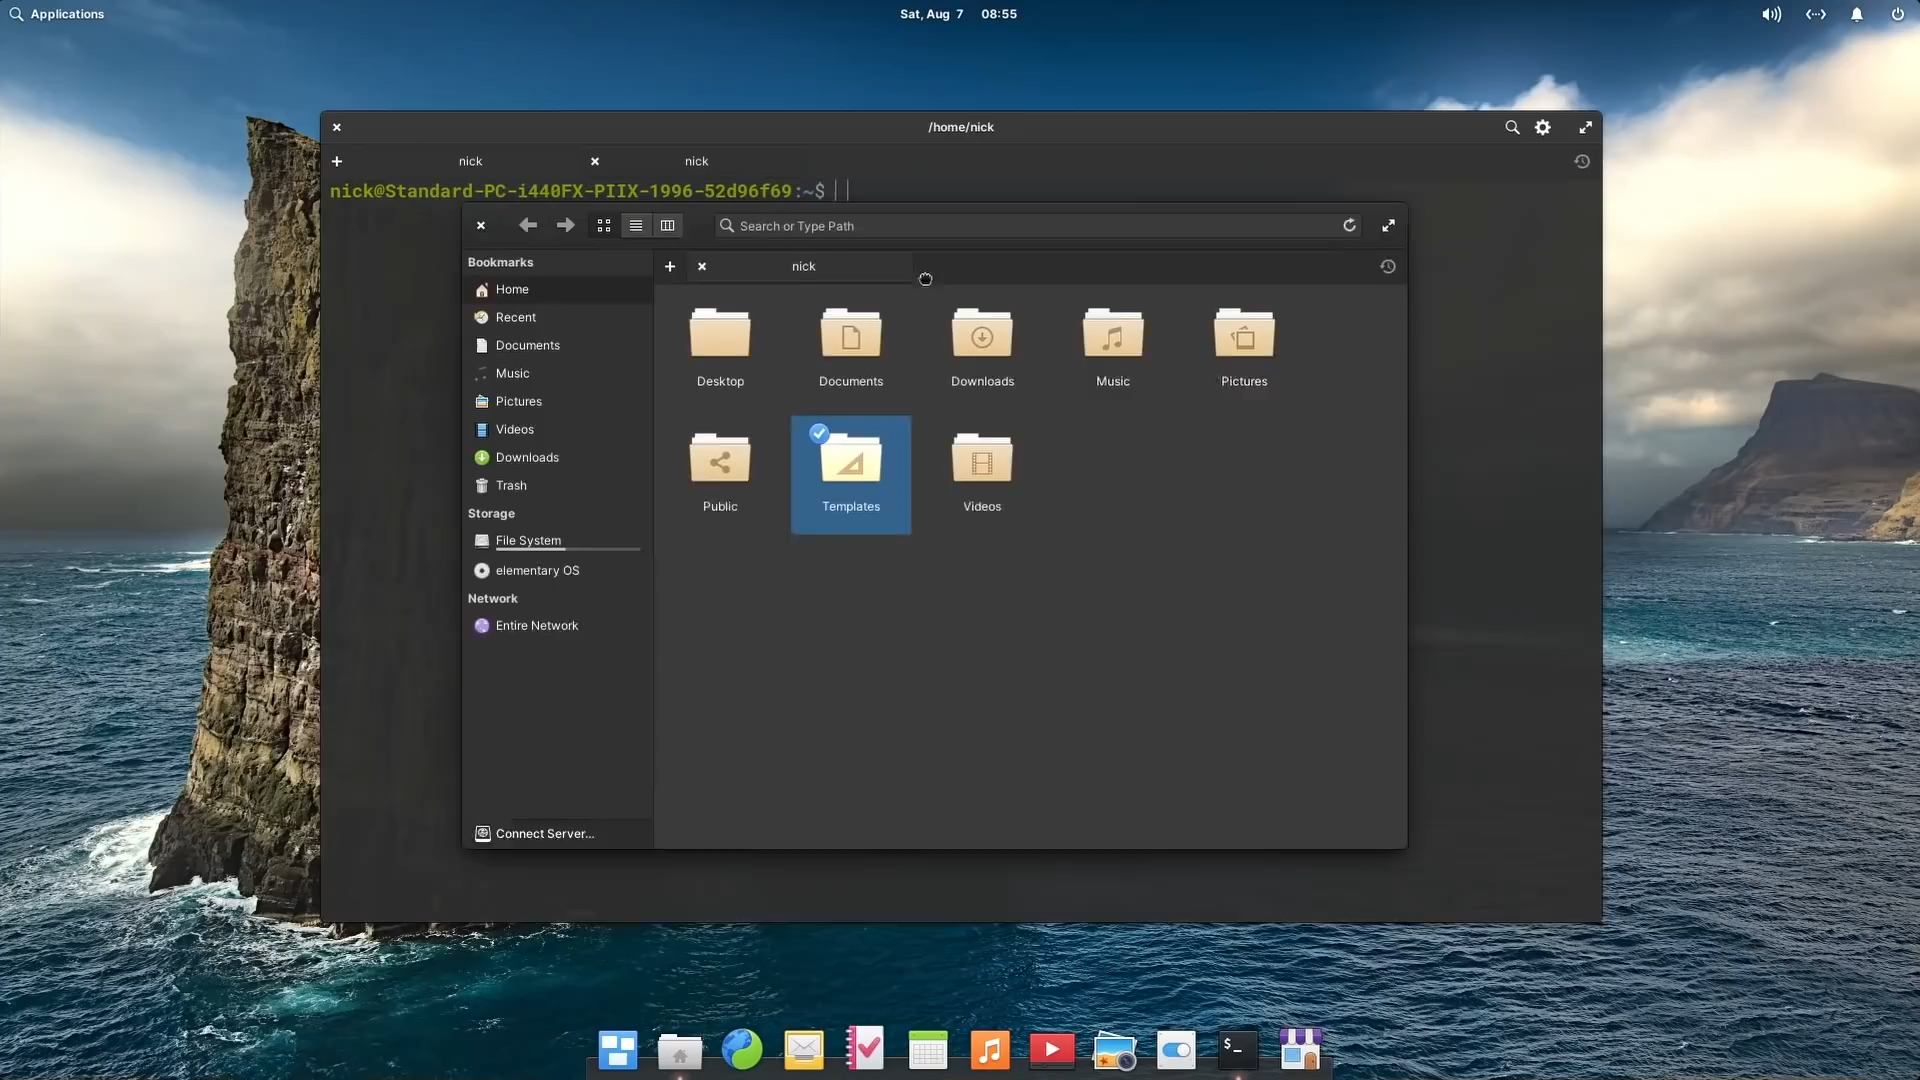 Applications
Sat, Aug 7 08:55
/home/nick
nick
nick
nick@Standard-PC-i440FX-PIIX-1996-52d96f69:~$
Search or Type Path
Bookmarks
Home
Recent
Documents
Music
Pictures
Videos
Downloads
Trash
Storage
File System
elementary OS
Network
Entire Network
Connect Server...
nick
Desktop
Documents
Downloads
Music
Pictures
Public
Templates
Videos
$_